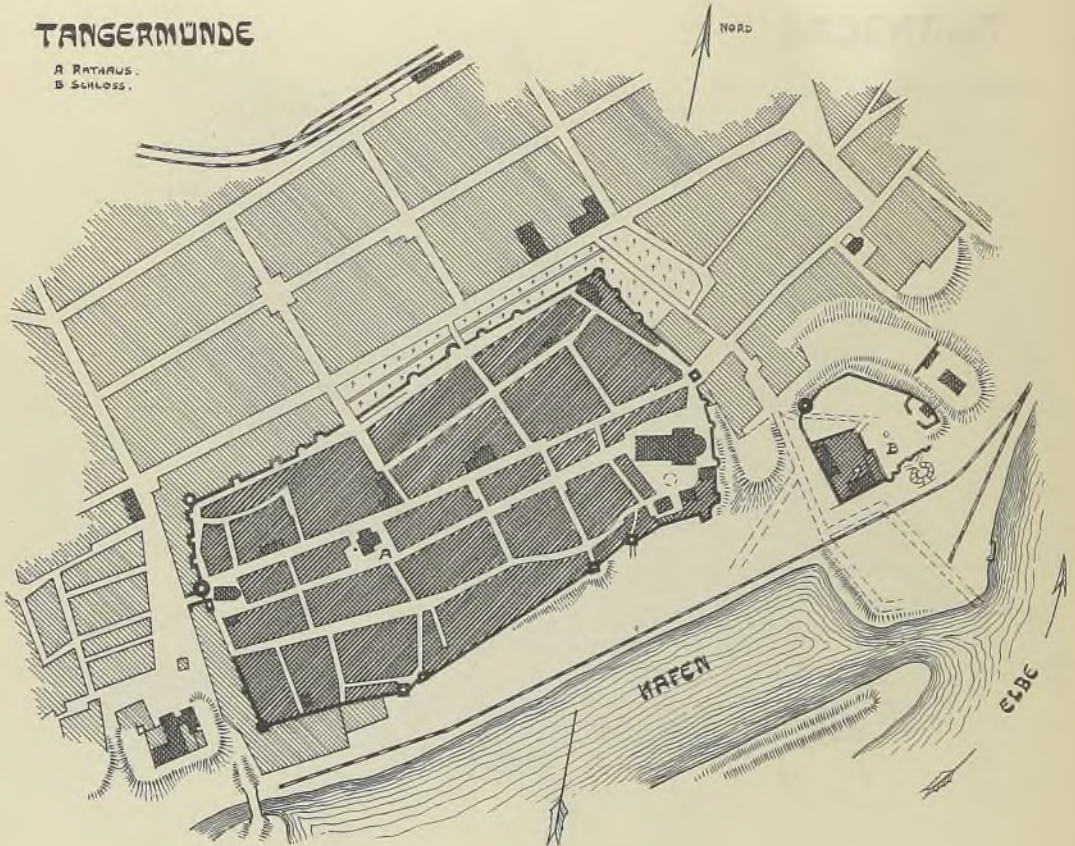 TANGERMÜNDE
A RATHAUS.
B SCHLOSS.
NORD
A
B
HAFEN
ELBE